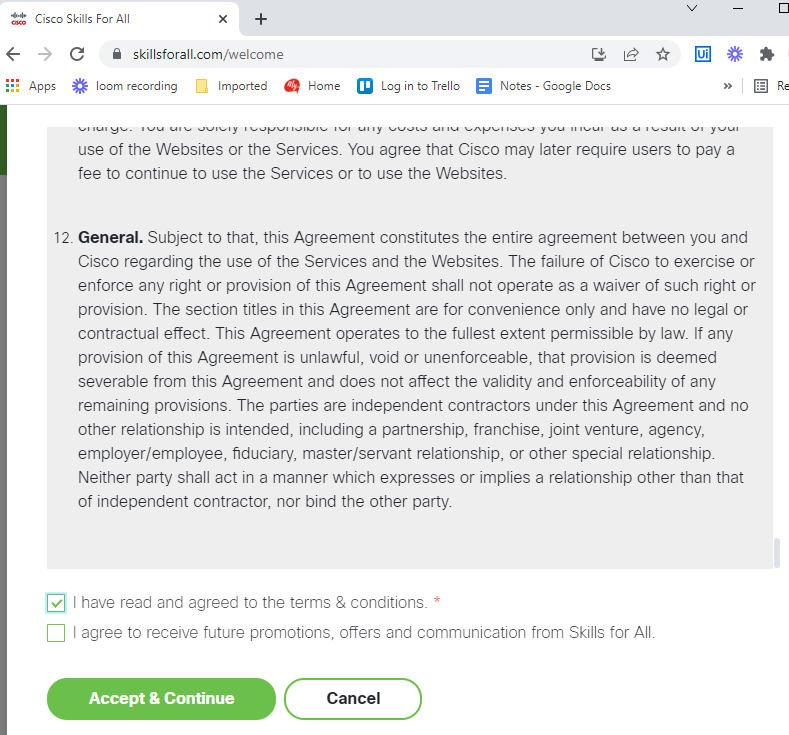 Cisco Skills For All
skillsforall.com/welcome
Ui
Apps
loom recording
Imported
Home
Log in to Trello
Notes - Google Docs
»
Re
charge. You are solely responsible for any costs and expenses you incur as a result of your
use of the Websites or the Services. You agree that Cisco may later require users to pay a
fee to continue to use the Services or to use the Websites.
12. General. Subject to that, this Agreement constitutes the entire agreement between you and
Cisco regarding the use of the Services and the Websites. The failure of Cisco to exercise or
enforce any right or provision of this Agreement shall not operate as a waiver of such right or
provision. The section titles in this Agreement are for convenience only and have no legal or
contractual effect. This Agreement operates to the fullest extent permissible by law. If any
provision of this Agreement is unlawful, void or unenforceable, that provision is deemed
severable from this Agreement and does not affect the validity and enforceability of any
remaining provisions. The parties are independent contractors under this Agreement and no
other relationship is intended, including a partnership, franchise, joint venture, agency,
employer/employee, fiduciary, master/servant relationship, or other special relationship.
Neither party shall act in a manner which expresses or implies a relationship other than that
of independent contractor, nor bind the other party.
I have read and agreed to the terms & conditions. *
I agree to receive future promotions, offers and communication from Skills for All.
Accept & Continue
Cancel